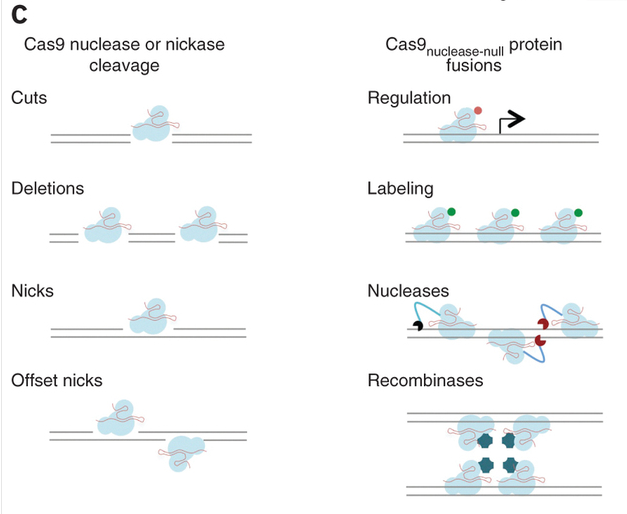 C
Cas9 nuclease or nickase
cleavage
Cuts
Deletions
Nicks
Offset nicks
Cas9nuclease-null protein
fusions
Regulation
Labeling
Nucleases
Recombinases